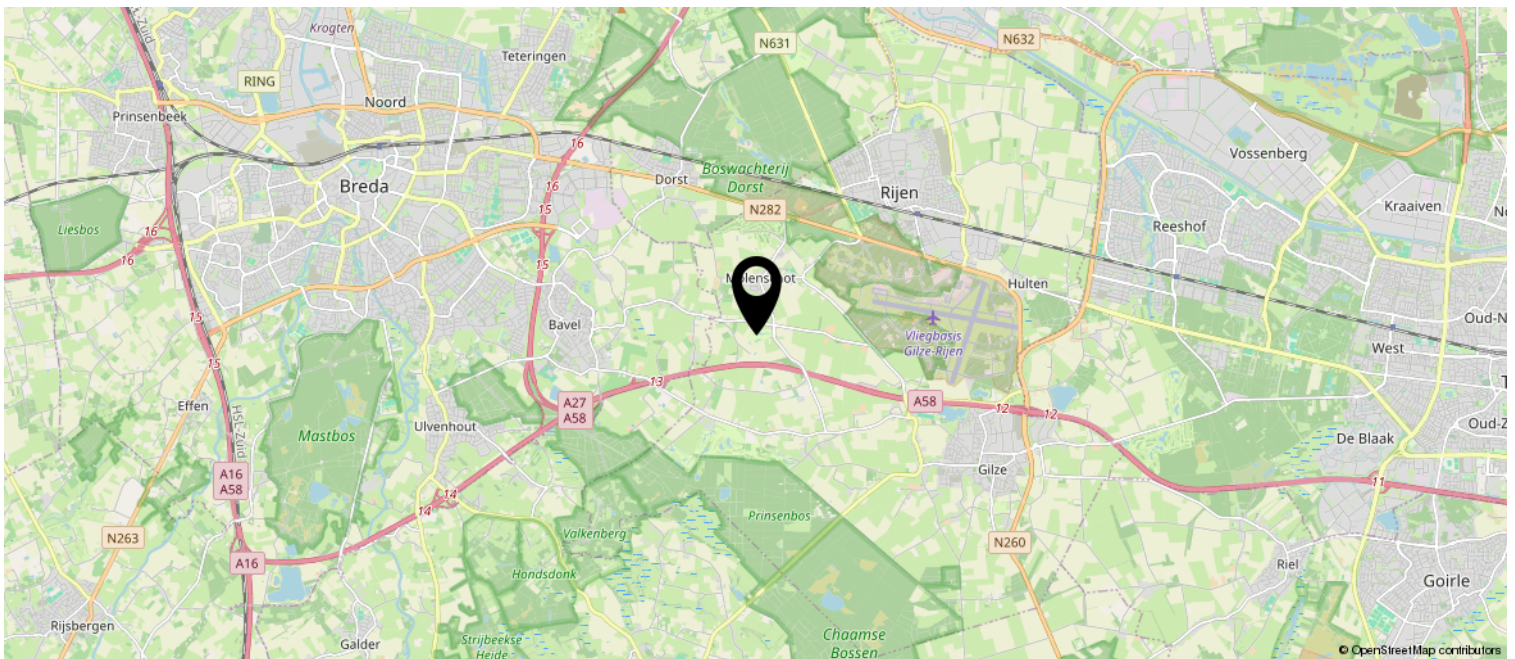 Zuid
Krogten
Teteringen
N631
N632
RING
Noord
Prinsenbeek
16
Vossenberg
Boswachterij
Dorst
Dorst
Breda
16
Rijen
Kraaiven
N282
15
Liesbos
16
16
Reeshof
15
Hulten
15
Bavel
Vliegbasis
Gilze-Rijen
Oud-N
West
15
13
A27
A58
A58
12
12
Effen
HSL-Zuid
Mastbos
Ulvenhout
De Blaak
Oud-Z
Gilze
A16
A58
14
14
11
Prinsenbos
Valkenberg
N263
N260
A16
Hondsdonk
Riel
Goirle
Rijsbergen
Galder
Strijbeekse
Heide
Chaamse
Bossen
© OpenStreetMap contributors